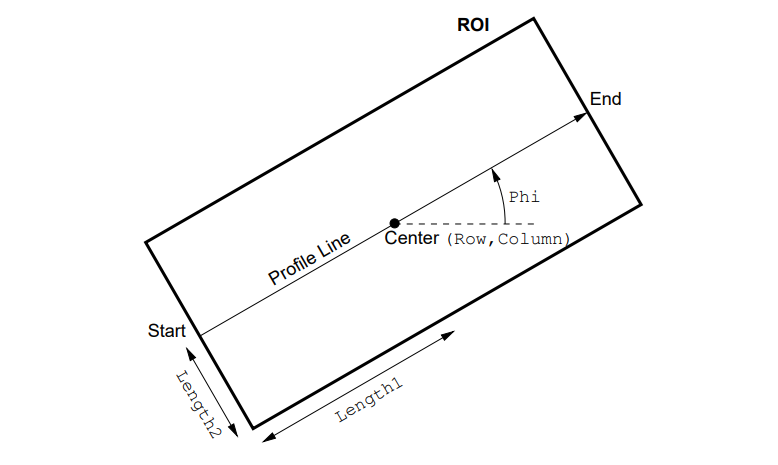 ROI
End
Phi
Center (Row,Column)
Profile Line
Start
Length1
Length2